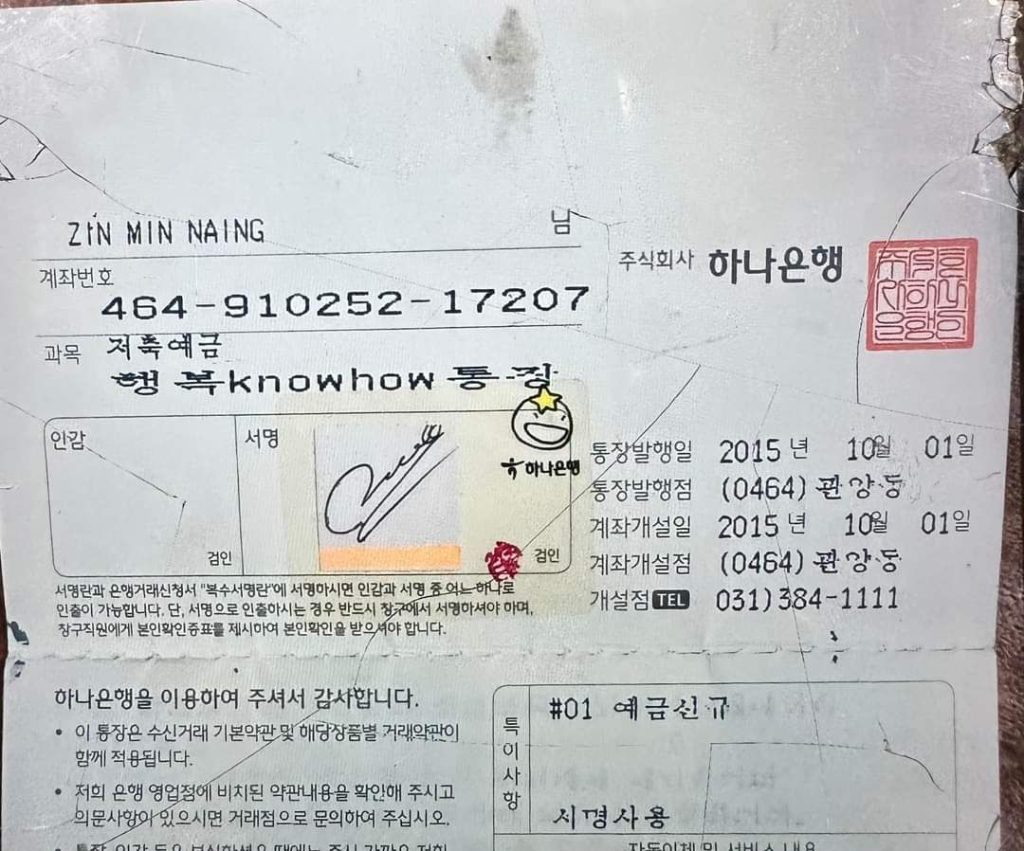 ZIN MIN NAING 님
계좌번호
464-910252-17207
과목 저축예금
행복knowhow 통장
주식회사 하나은행
인감
검인
서명
하나은행
검인
통장발행일 2015 년 10월 01일
통장발행점 (0464) 관양동
계좌개설일 2015 년 10월 01일
계좌개설점 (0464) 관양동
개설점 TEL 031)384-1111
서명란과 은행거래신청서 "복수서명란"에 서명하시면 인감과 서명 중 어느 하나로
인출이 가능합니다. 단, 서명으로 인출하시는 경우 반드시 창구에서 서명하셔야 하며,
창구직원에게 본인확인증표를 제시하여 본인확인을 받으셔야 합니다.
하나은행을 이용하여 주셔서 감사합니다.
• 이 통장은 수신거래 기본약관 및 해당상품별 거래약관이
함께 적용됩니다.
• 저희 은행 영업점에 비치된 약관내용을 확인해 주시고
의문사항이 있으시면 거래점으로 문의하여 주십시오.
특이사항
#01 예금신규
서명사용